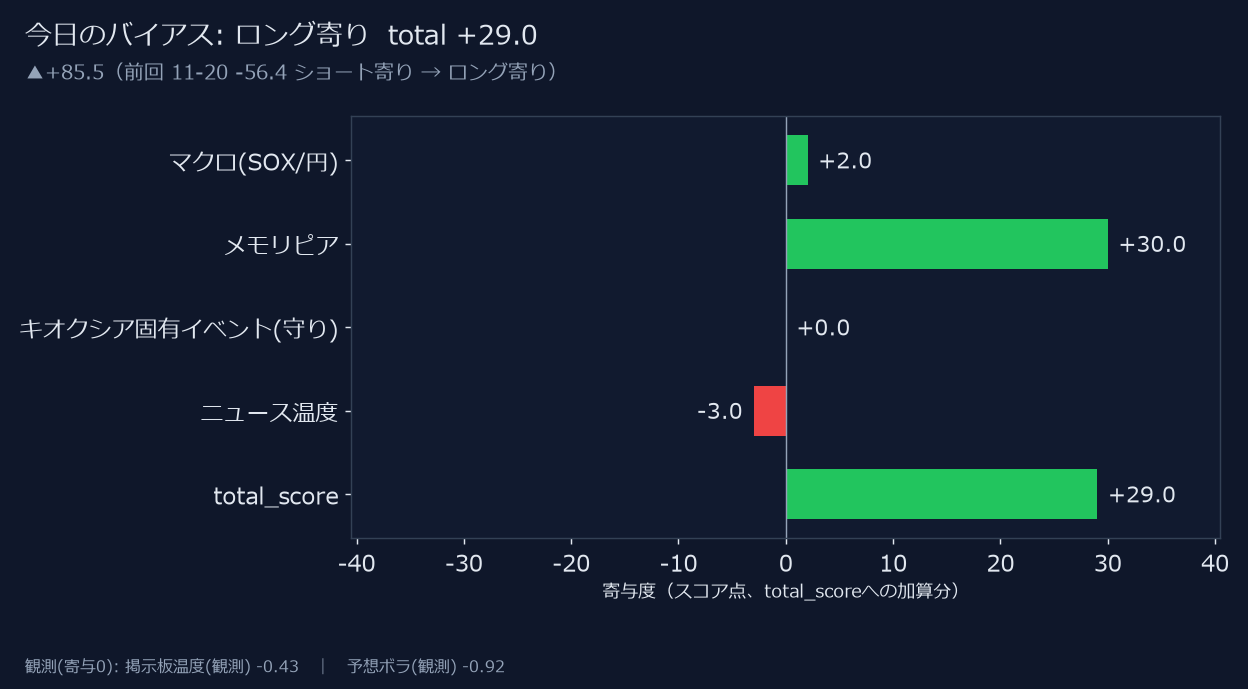 今日のバイアス: ロング寄り  total +29.0
▲+85.5（前回 11-20 -56.4 ショート寄り → ロング寄り）
マクロ(SOX/円)
+2.0
メモリピア
+30.0
キオクシア固有イベント(守り)
+0.0
ニュース温度
-3.0
total_score
+29.0
-40 -30 -20 -10 0 10 20 30 40
寄与度（スコア点、total_scoreへの加算分）
観測(寄与0): 掲示板温度(観測) -0.43 ｜ 予想ボラ(観測) -0.92